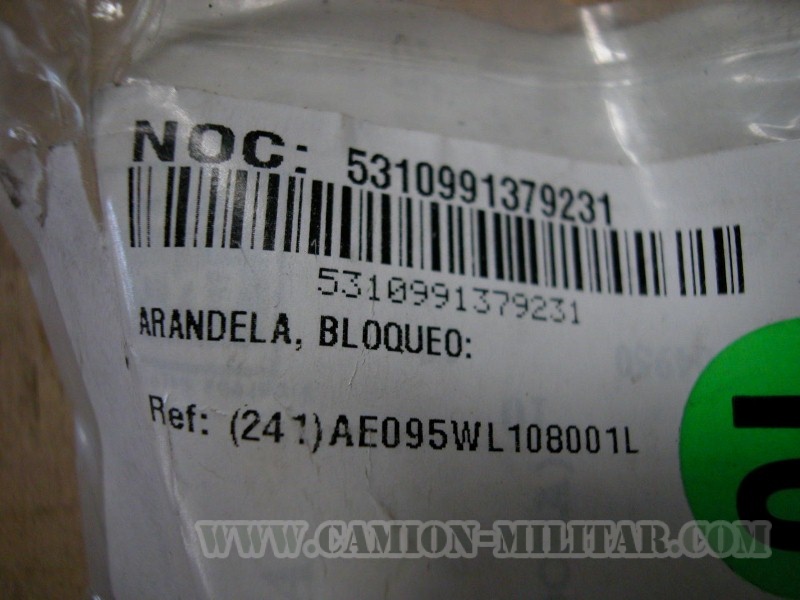 NOC: 5310991379231
5310991379231
ARANDELA, BLOQUEO:
Ref: (241)AE095WL108001L
WWW.CAMION-MILITAR.COM